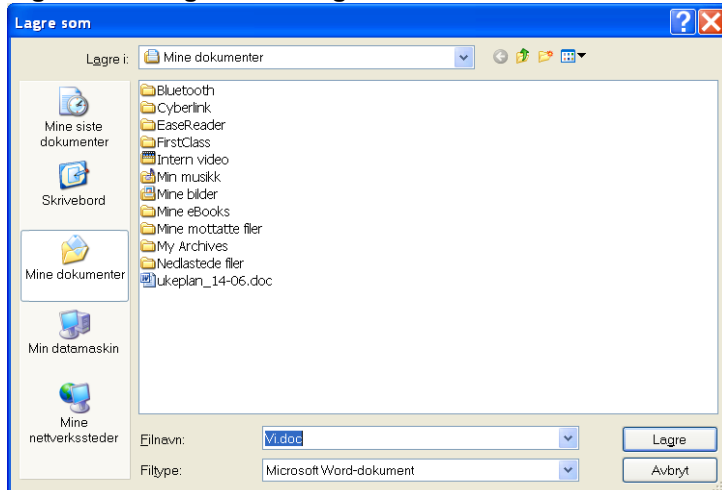 Lagre som
Lagre i:
Mine dokumenter
Mine siste
dokumenter
Skrivebord
Mine dokumenter
Min datamaskin
Mine
nettverkssteder
Bluetooth
Cyberlink
EaseReader
FirstClass
Intern video
Min musikk
Mine bilder
Mine eBooks
Mine mottatte filer
My Archives
Nedlastede filer
ukeplan_14-06.doc
Filnavn:
Vi.doc
Lagre
Filtype:
Microsoft Word-dokument
Avbryt